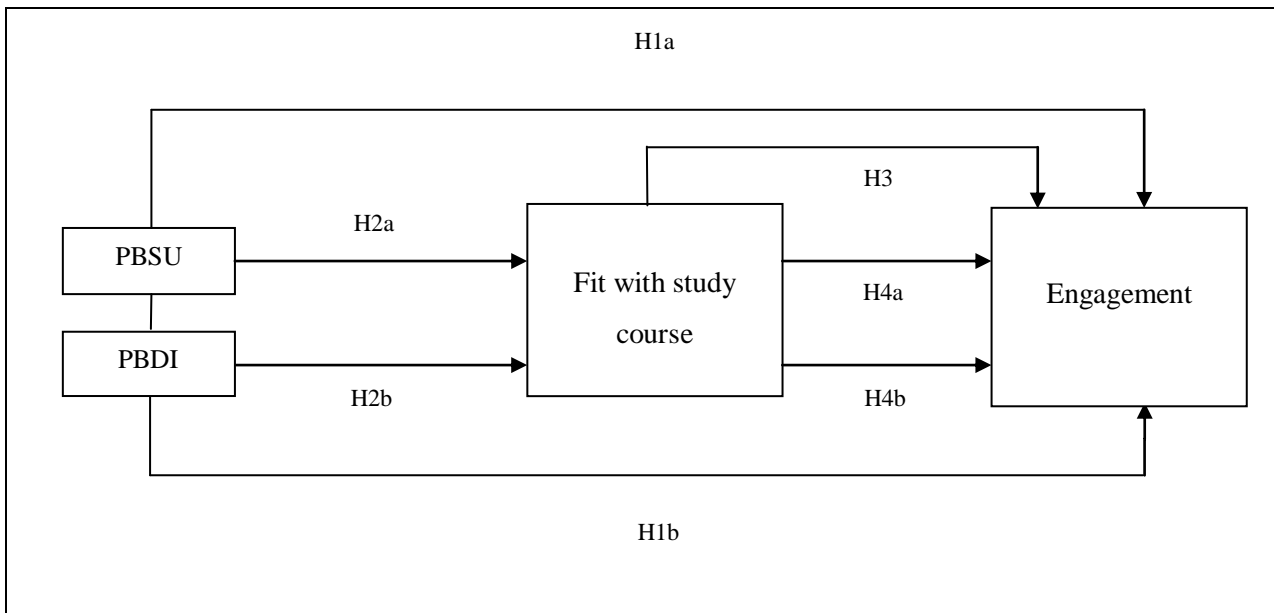 H1a
H3
H2a
PBSU
Fit with study
course
H4a
Engagement
PBDI
H2b
H4b
H1b